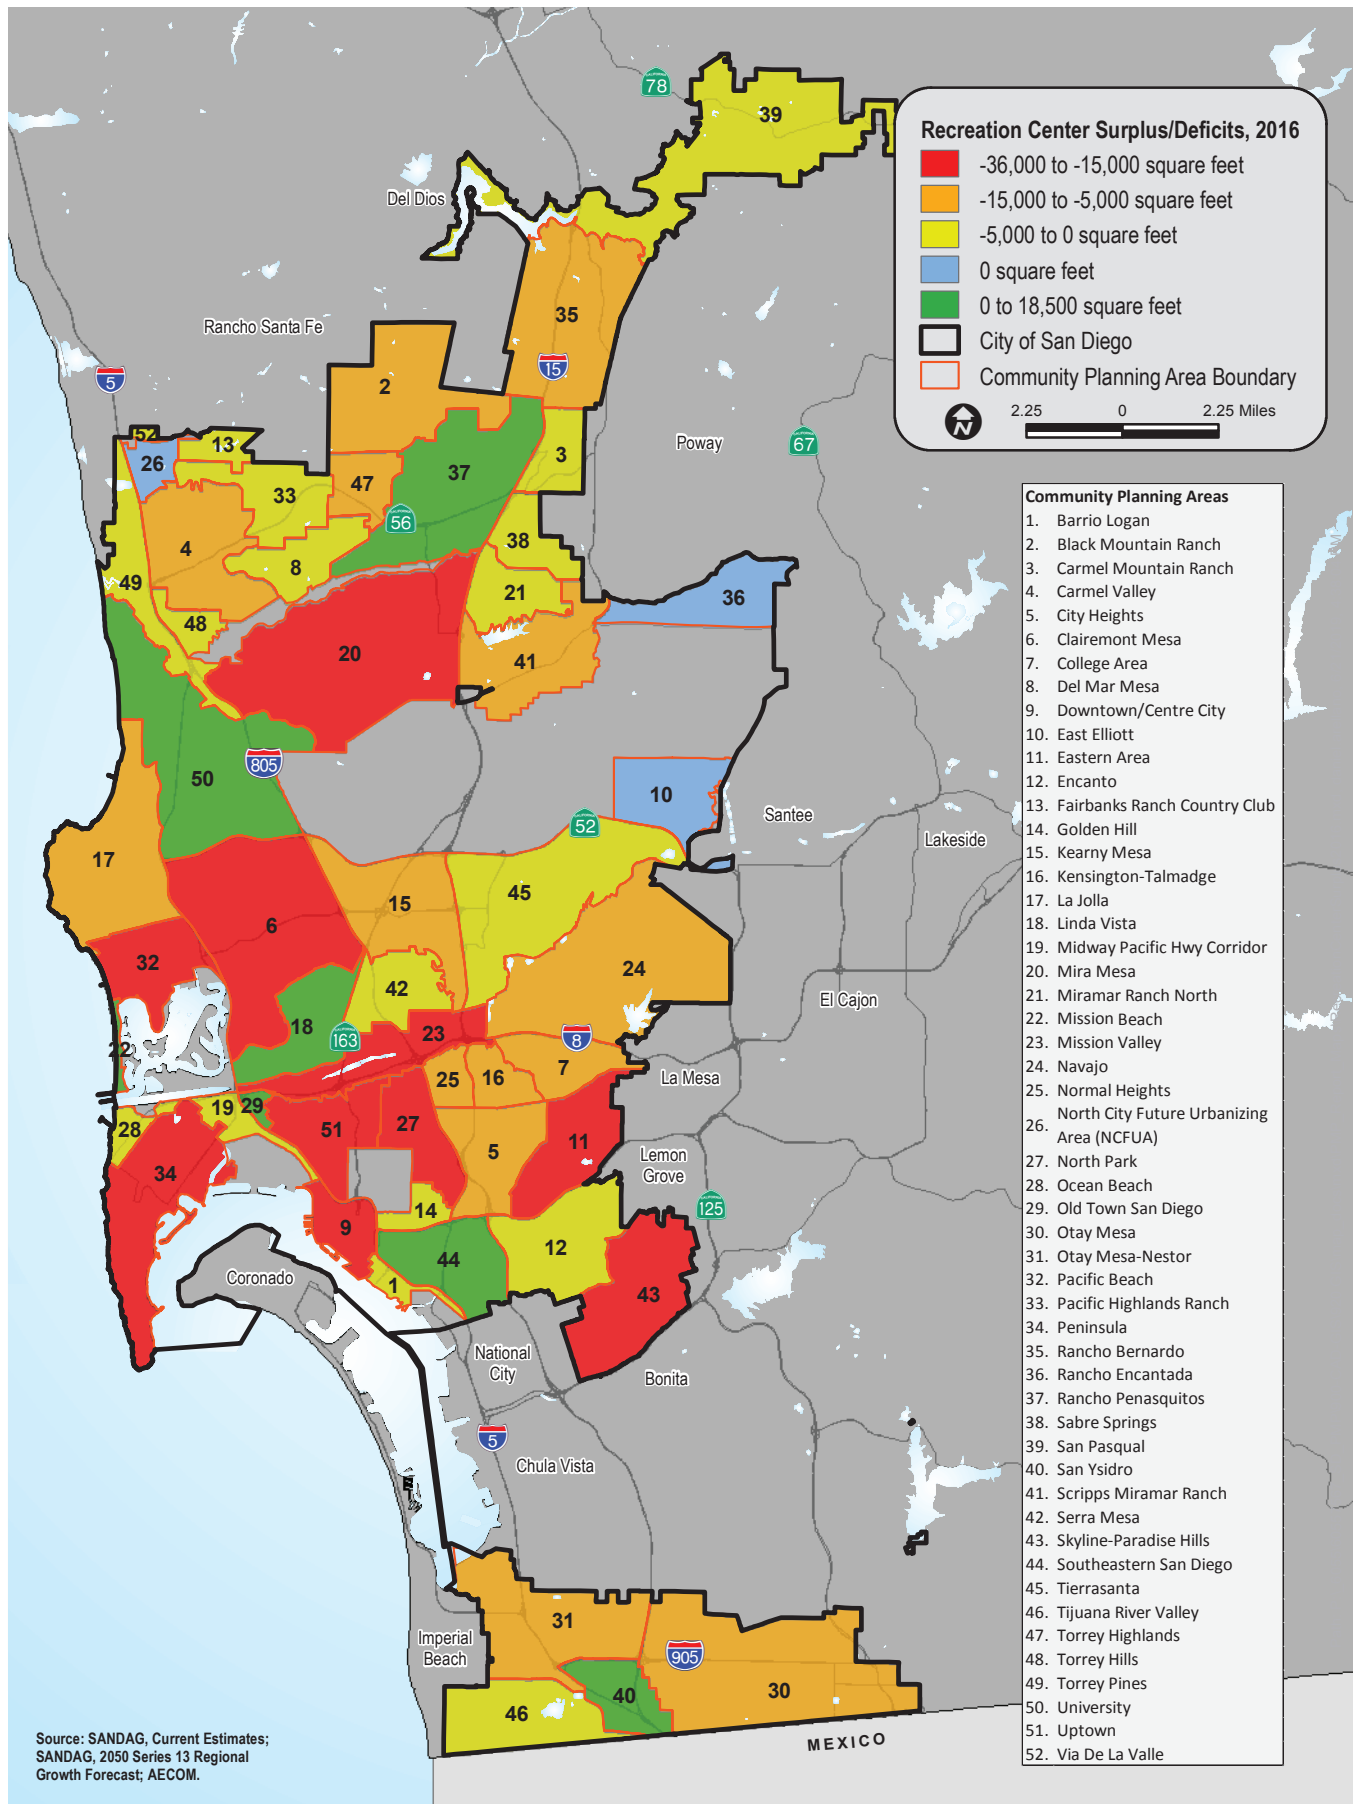 Recreation Center Surplus/Deficits, 2016
-36,000 to -15,000 square feet
-15,000 to -5,000 square feet
-5,000 to 0 square feet
0 square feet
0 to 18,500 square feet
City of San Diego
Community Planning Area Boundary
N
2.25 0 2.25 Miles
Community Planning Areas
1. Barrio Logan
2. Black Mountain Ranch
3. Carmel Mountain Ranch
4. Carmel Valley
5. City Heights
6. Clairemont Mesa
7. College Area
8. Del Mar Mesa
9. Downtown/Centre City
10. East Elliott
11. Eastern Area
12. Encanto
13. Fairbanks Ranch Country Club
14. Golden Hill
15. Kearny Mesa
16. Kensington-Talmadge
17. La Jolla
18. Linda Vista
19. Midway Pacific Hwy Corridor
20. Mira Mesa
21. Miramar Ranch North
22. Mission Beach
23. Mission Valley
24. Navajo
25. Normal Heights
26. North City Future Urbanizing
Area (NCFUA)
27. North Park
28. Ocean Beach
29. Old Town San Diego
30. Otay Mesa
31. Otay Mesa-Nestor
32. Pacific Beach
33. Pacific Highlands Ranch
34. Peninsula
35. Rancho Bernardo
36. Rancho Encantada
37. Rancho Penasquitos
38. Sabre Springs
39. San Pasqual
40. San Ysidro
41. Scripps Miramar Ranch
42. Serra Mesa
43. Skyline-Paradise Hills
44. Southeastern San Diego
45. Tierrasanta
46. Tijuana River Valley
47. Torrey Highlands
48. Torrey Hills
49. Torrey Pines
50. University
51. Uptown
52. Via De La Valle
78
39
Del Dios
35
Rancho Santa Fe
15
5
2
Poway
67
52
13
26
3
37
47
33
56
38
4
8
49
21
36
48
20
41
805
50
10
Santee
52
Lakeside
17
45
15
6
32
24
42
El Cajon
18
163
23
8
22
7
La Mesa
25
16
19
29
27
28
51
11
5
Lemon
Grove
34
125
14
9
12
44
Coronado
1
43
National
City
Bonita
5
Chula Vista
31
Imperial
Beach
905
30
40
46
MEXICO
Source: SANDAG, Current Estimates;
SANDAG, 2050 Series 13 Regional
Growth Forecast; AECOM.